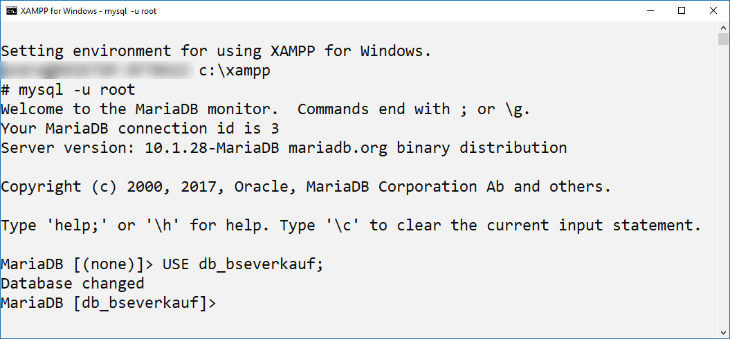 XAMPP for Windows - mysql -u root
Setting environment for using XAMPP for Windows.
c:\xampp
# mysql -u root
Welcome to the MariaDB monitor.  Commands end with ; or \g.
Your MariaDB connection id is 3
Server version: 10.1.28-MariaDB mariadb.org binary distribution
Copyright (c) 2000, 2017, Oracle, MariaDB Corporation Ab and others.
Type 'help;' or '\h' for help. Type '\c' to clear the current input statement.
MariaDB [(none)]> USE db_bseverkauf;
Database changed
MariaDB [db_bseverkauf]>